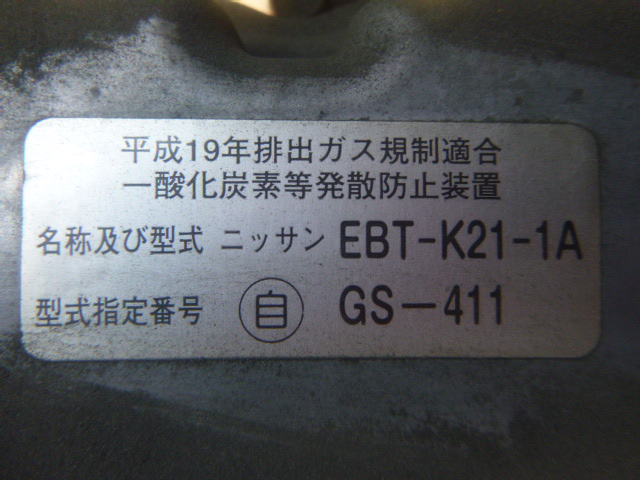 平成19年排出ガス規制適合
一酸化炭素等発散防止装置
名称及び型式 ニッサン EBT-K21-1A
型式指定番号 自 GS-411